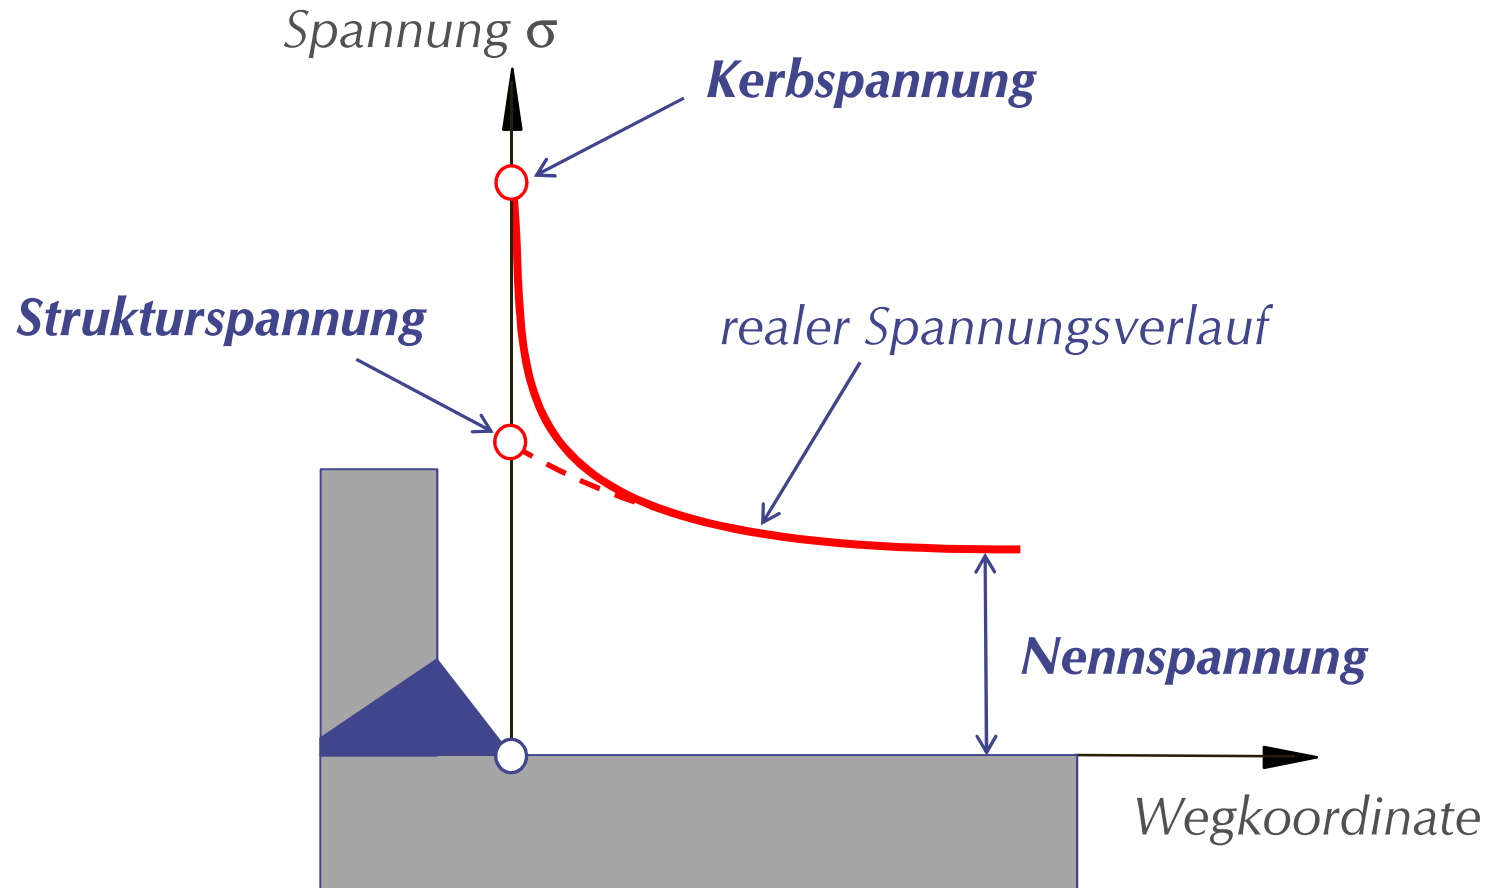 Spannung σ
Kerbspannung
Strukturspannung
realer Spannungsverlauf
Nennspannung
Wegkoordinate